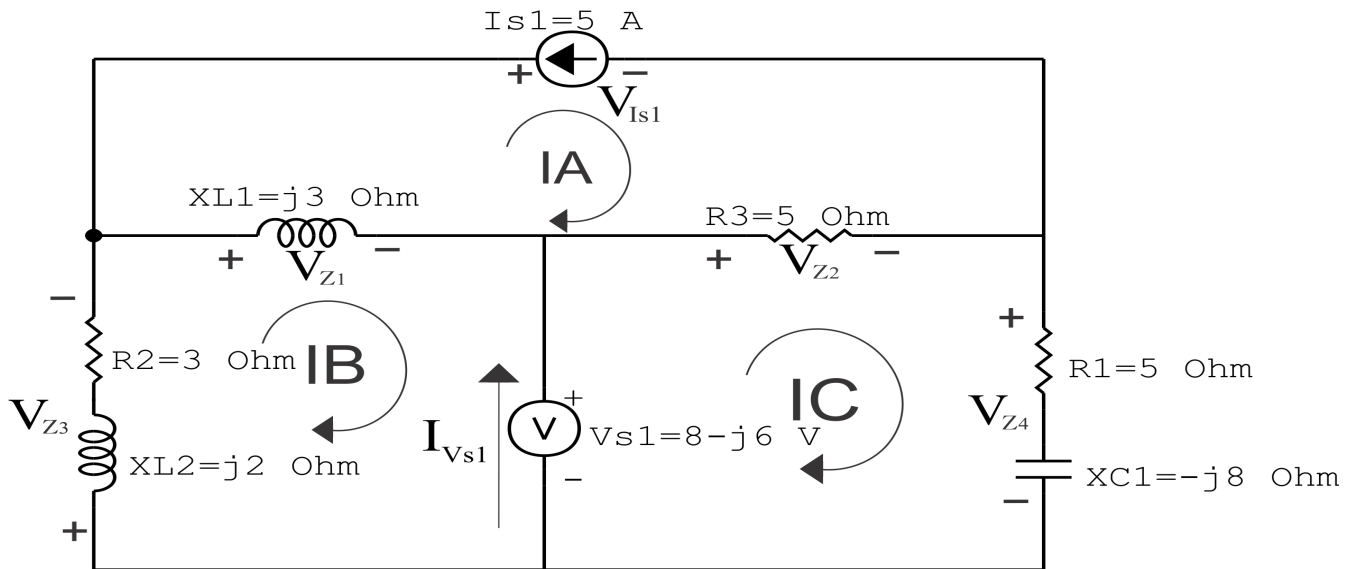 Is1=5 A
+ −
VIs1
IA
XL1=j3 Ohm
R3=5 Ohm
+ −
VZ1
+ −
VZ2
−
+
R2=3 Ohm
IB
IC
R1=5 Ohm
VZ3
VZ4
IVs1
+
V
Vs1=8-j6 V
−
XL2=j2 Ohm
XC1=-j8 Ohm
−
+